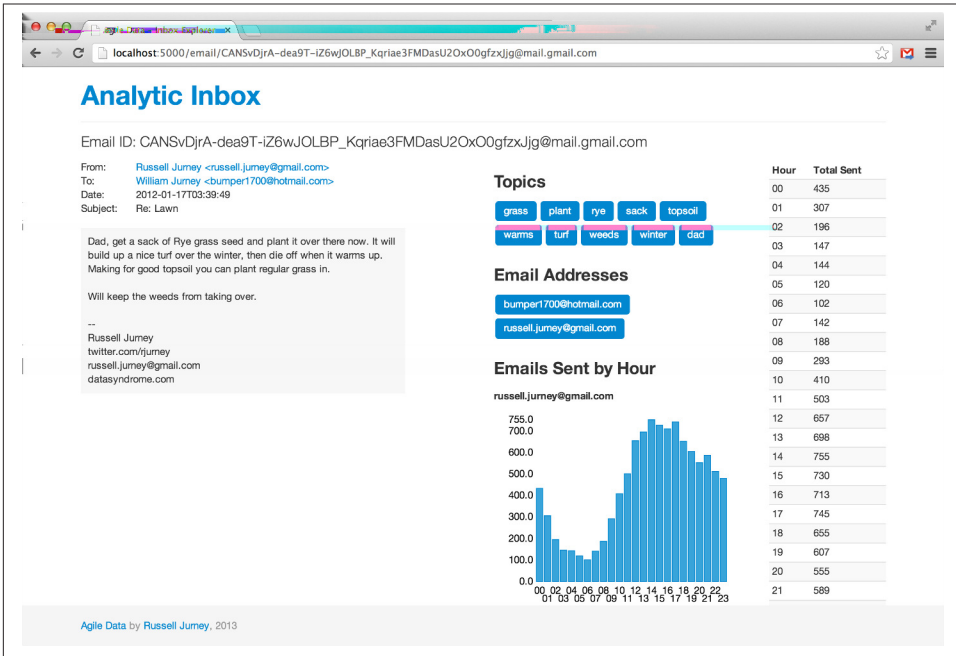 localhost:5000/email/CANSvDjrA-dea9T-iZ6wJOLBP_Kqriae3FMDasU2OxO0gfzxJjg@mail.gmail.com
Analytic Inbox
Email ID: CANSvDjrA-dea9T-iZ6wJOLBP_Kqriae3FMDasU2OxO0gfzxJjg@mail.gmail.com
From: Russell Jurney <russell.jurney@gmail.com>
To: William Jurney <bumper1700@hotmail.com>
Date: 2012-01-17T03:39:49
Subject: Re: Lawn
Dad, get a sack of Rye grass seed and plant it over there now. It will
build up a nice turf over the winter, then die off when it warms up.
Making for good topsoil you can plant regular grass in.
Will keep the weeds from taking over.
--
Russell Jurney
twitter.com/rjurney
russell.jurney@gmail.com
datasyndrome.com
Topics
grass plant rye sack topsoil
warms turf weeds winter dad
Email Addresses
bumper1700@hotmail.com
russell.jurney@gmail.com
Emails Sent by Hour
russell.jurney@gmail.com
755.0
700.0
600.0
500.0
400.0
300.0
200.0
100.0
0.0
00 02 04 06 08 10 12 14 16 18 20 22
01 03 05 07 09 11 13 15 17 19 21 23
Hour Total Sent
00 435
01 307
02 196
03 147
04 144
05 120
06 102
07 142
08 188
09 293
10 410
11 503
12 657
13 698
14 755
15 730
16 713
17 745
18 655
19 607
20 555
21 589
Agile Data by Russell Jurney, 2013